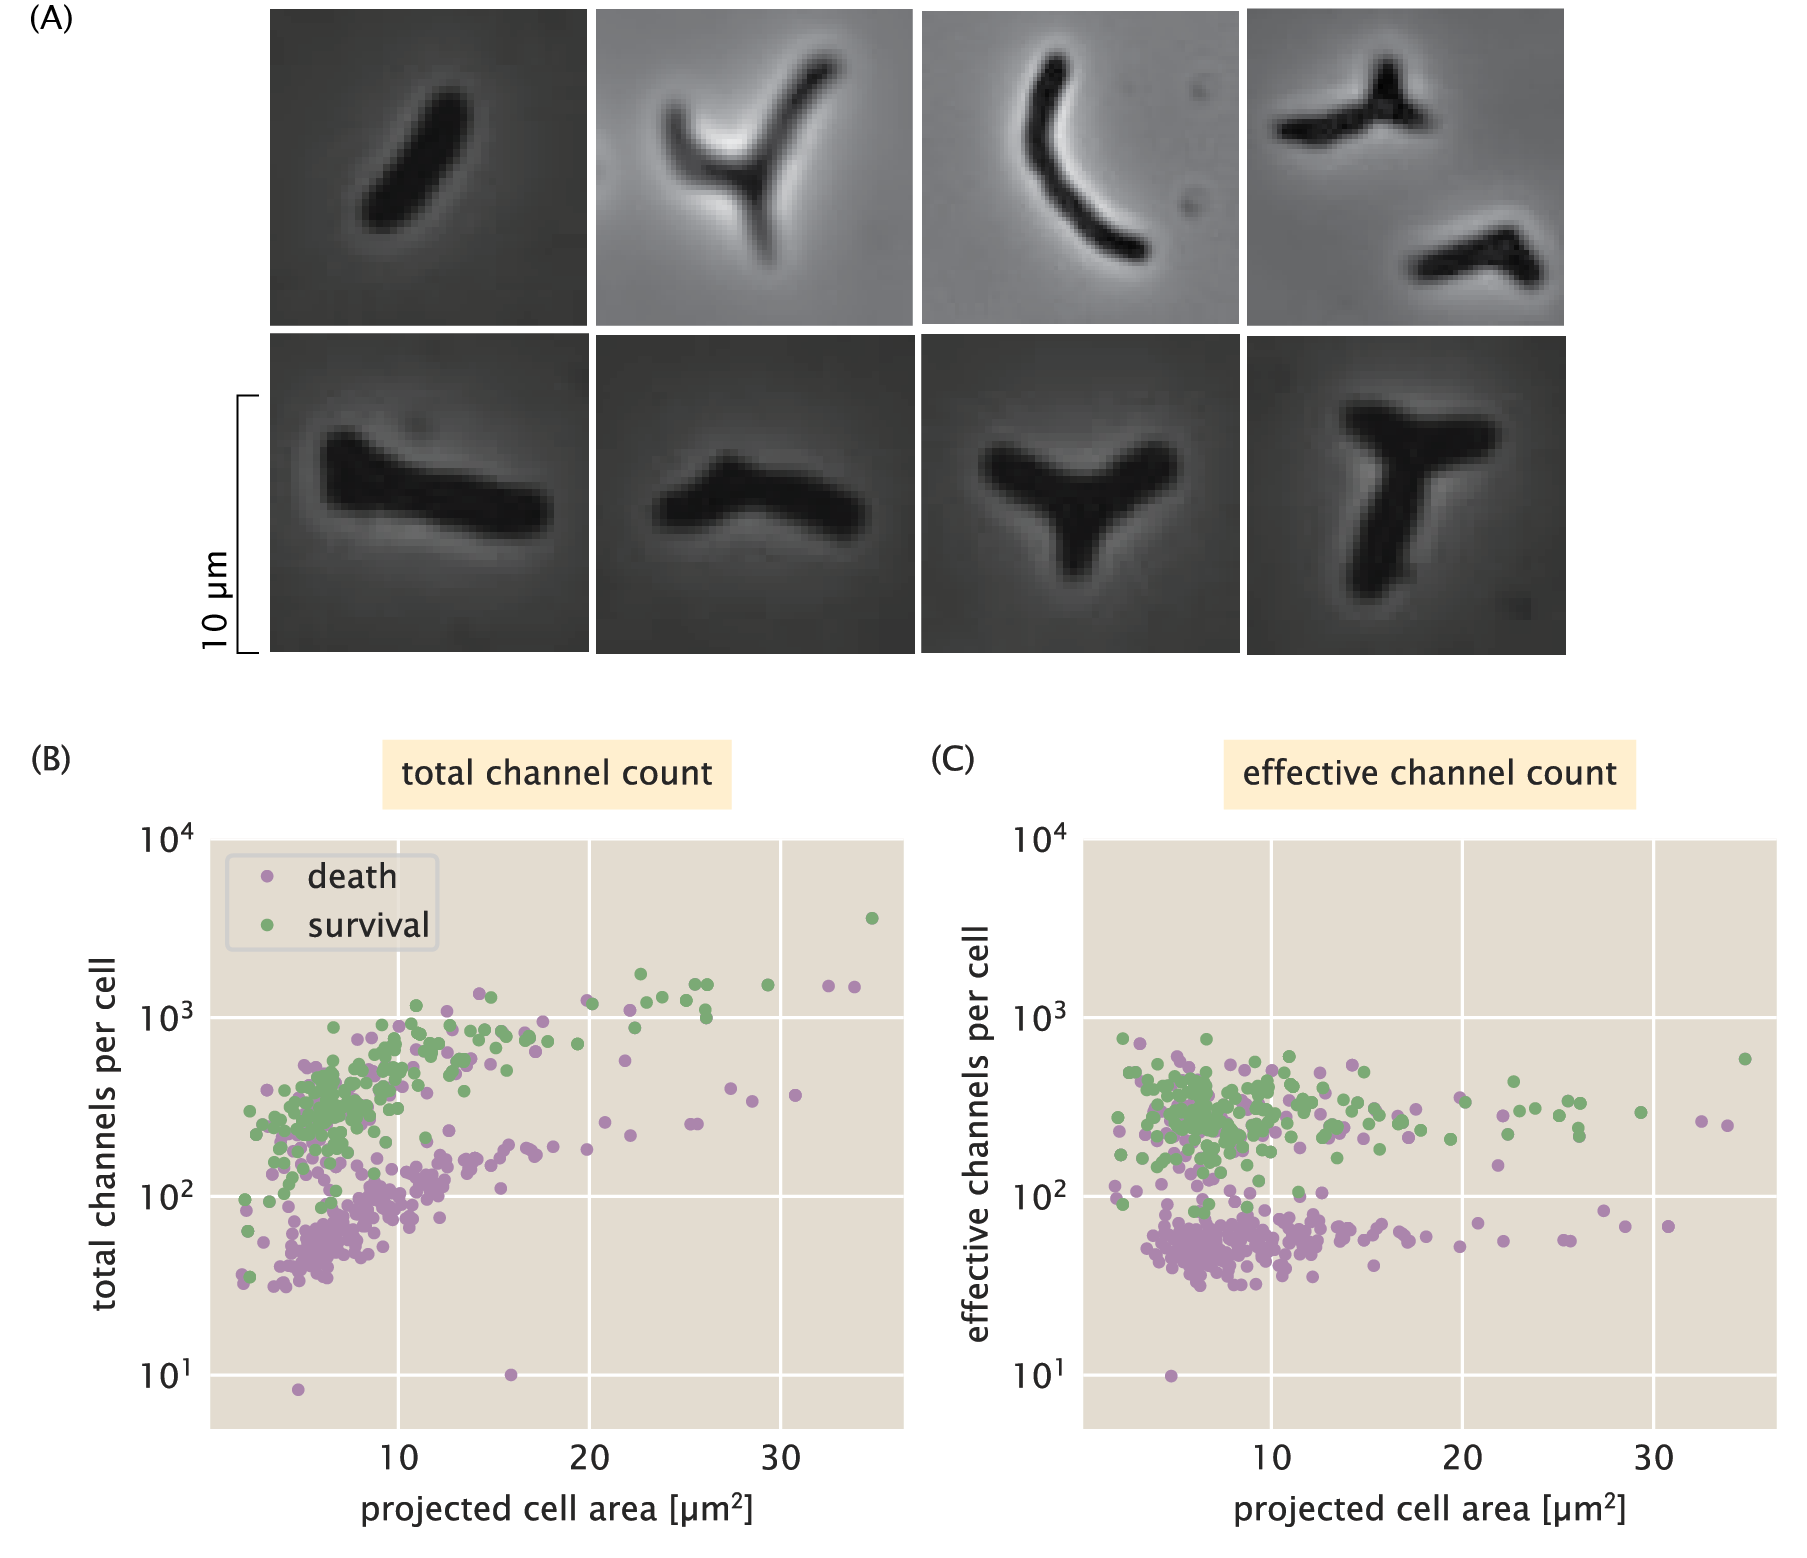 (A)
10 µm
(B)
total channel count
10⁴
10³
10²
10¹
death
survival
total channels per cell
10
20
30
projected cell area [µm²]
(C)
effective channel count
10⁴
10³
10²
10¹
effective channels per cell
10
20
30
projected cell area [µm²]